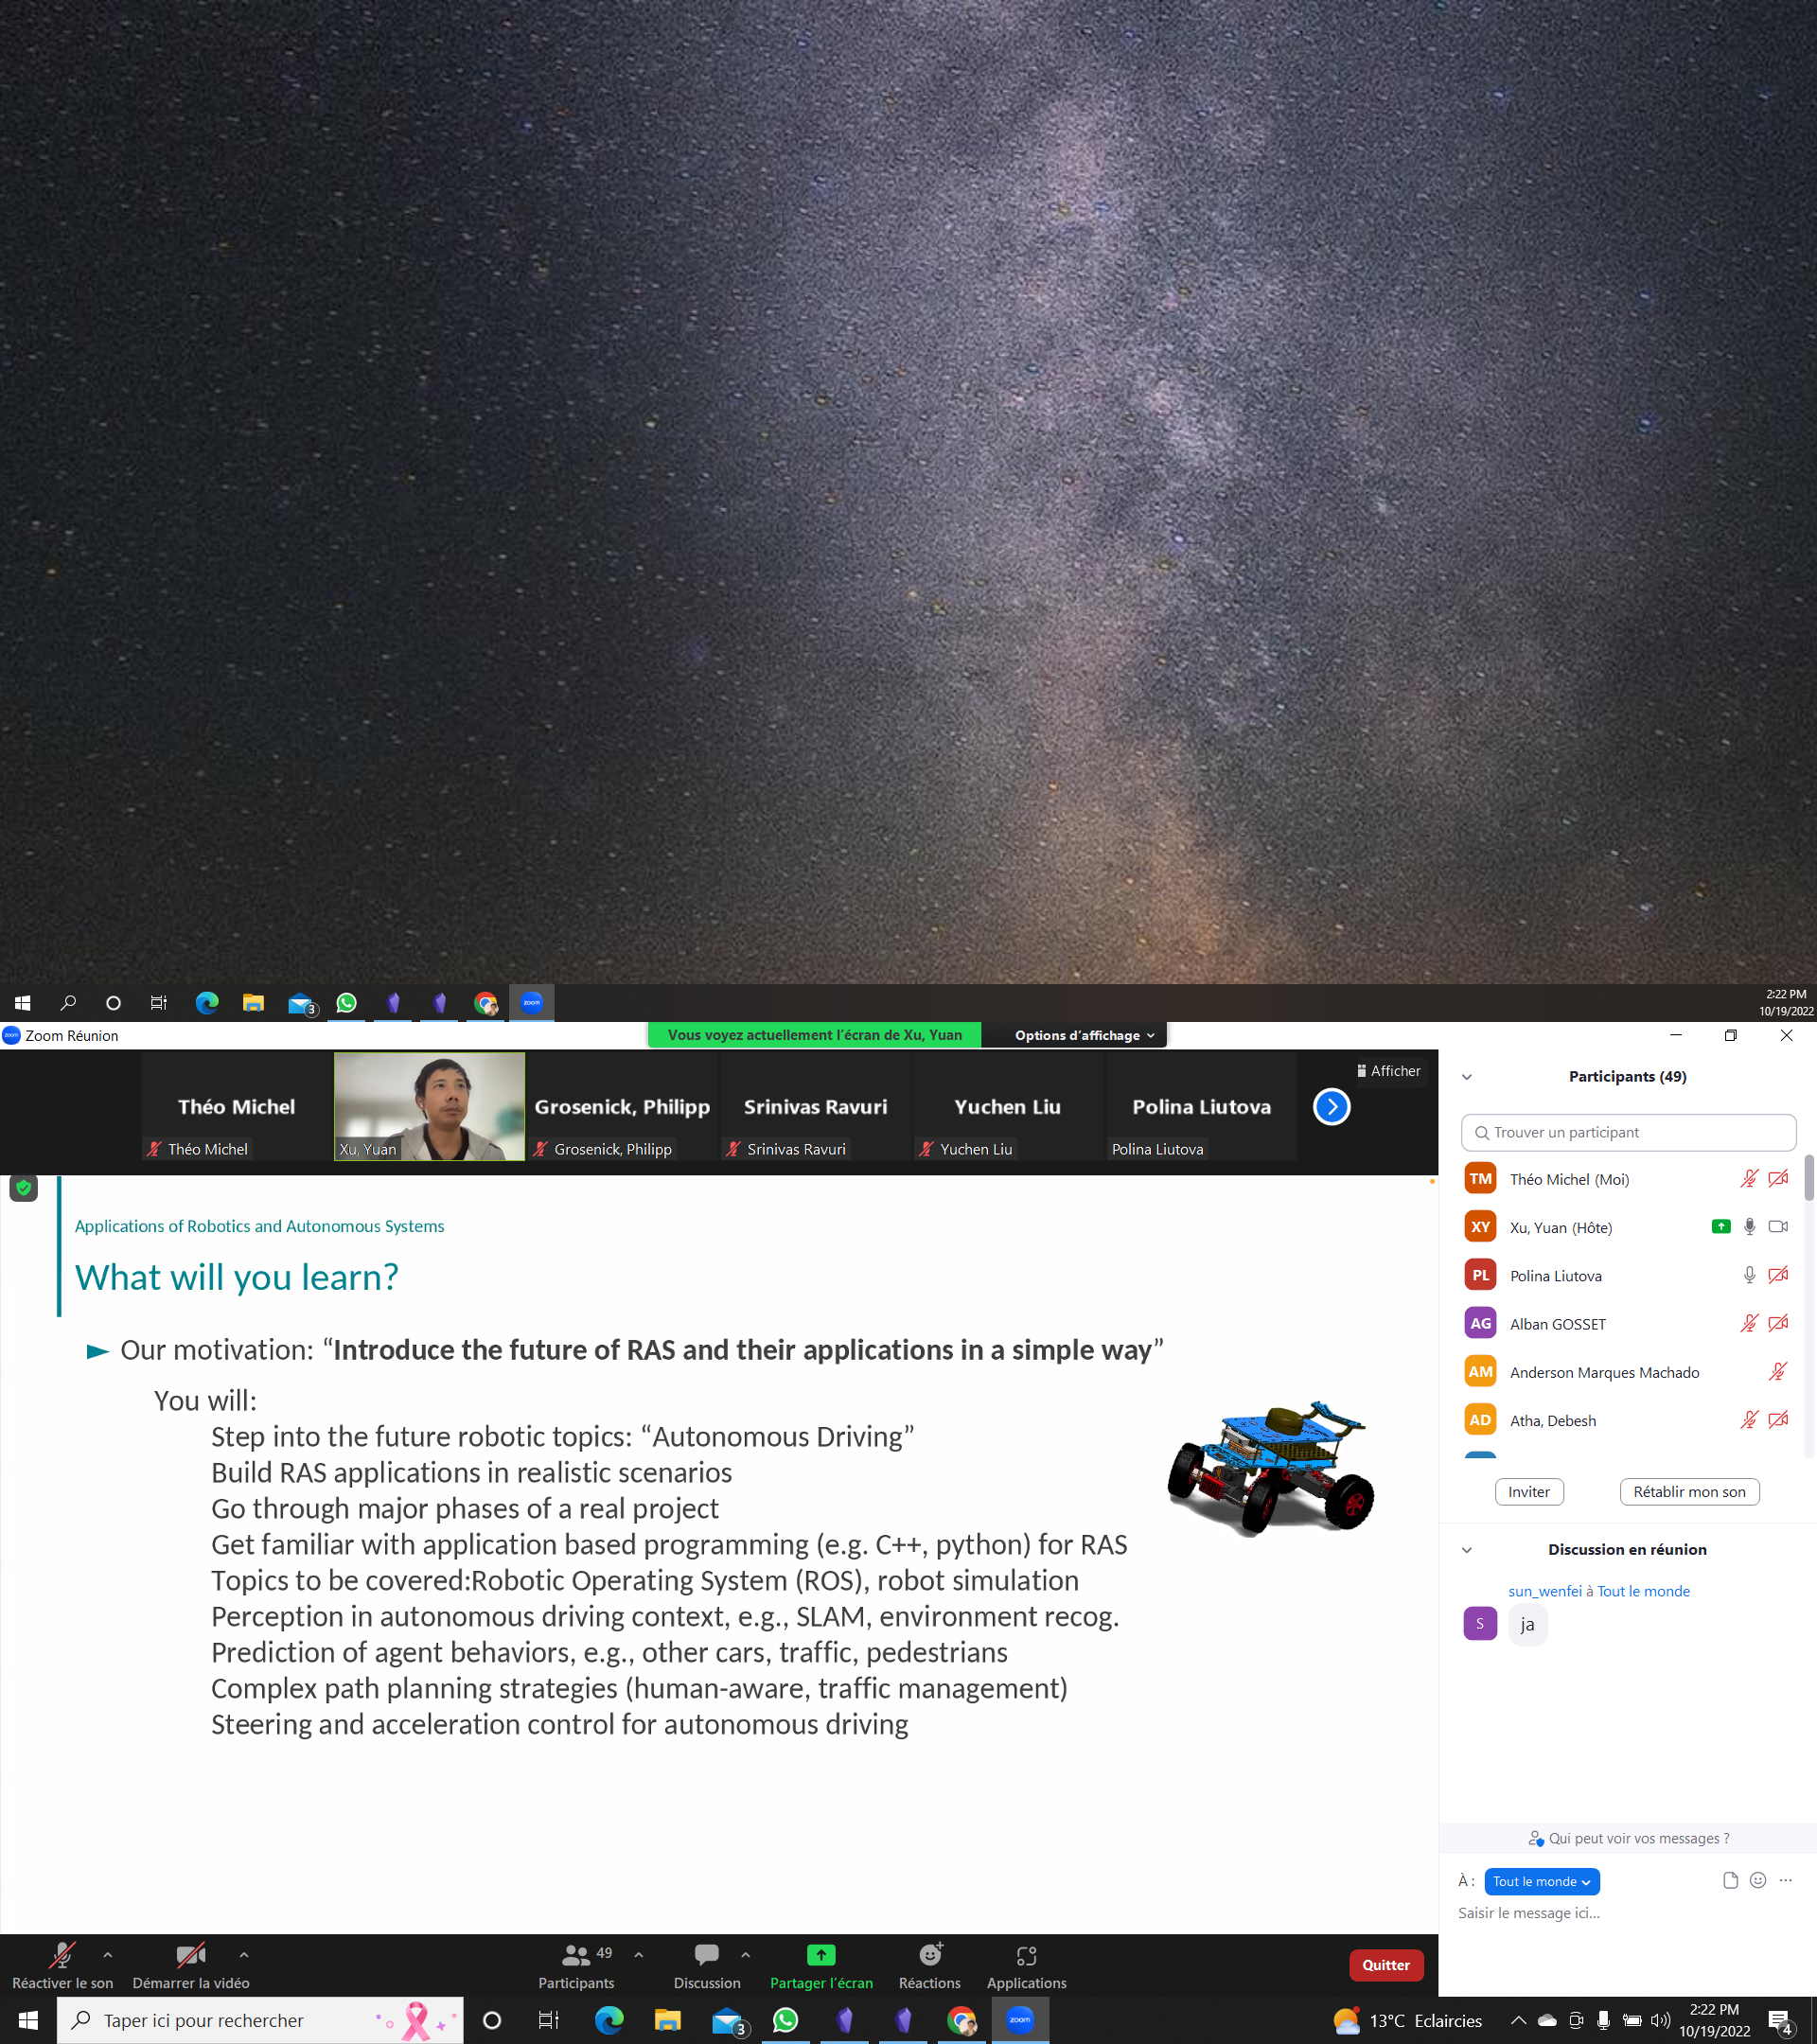 3
zoom
2:22 PM
10/19/2022
zoom
Zoom Réunion
Vous voyez actuellement l'écran de Xu, Yuan
Options d'affichage
Afficher
Théo Michel
Grosenick, Philipp
Srinivas Ravuri
Yuchen Liu
Polina Liutova
Théo Michel
Xu, Yuan
Grosenick, Philipp
Srinivas Ravuri
Yuchen Liu
Polina Liutova
Applications of Robotics and Autonomous Systems
What will you learn?
► Our motivation: “Introduce the future of RAS and their applications in a simple way”
You will:
Step into the future robotic topics: “Autonomous Driving”
Build RAS applications in realistic scenarios
Go through major phases of a real project
Get familiar with application based programming (e.g. C++, python) for RAS
Topics to be covered:Robotic Operating System (ROS), robot simulation
Perception in autonomous driving context, e.g., SLAM, environment recog.
Prediction of agent behaviors, e.g., other cars, traffic, pedestrians
Complex path planning strategies (human-aware, traffic management)
Steering and acceleration control for autonomous driving
Participants (49)
Trouver un participant
TM Théo Michel (Moi)
XY Xu, Yuan (Hôte)
PL Polina Liutova
AG Alban GOSSET
AM Anderson Marques Machado
AD Atha, Debesh
Inviter
Rétablir mon son
Discussion en réunion
sun_wenfei à Tout le monde
S ja
Qui peut voir vos messages ?
À : Tout le monde
Saisir le message ici...
Réactiver le son
Démarrer la vidéo
49
Participants
Discussion
Partager l'écran
Réactions
Applications
Quitter
Taper ici pour rechercher
3
zoom
13°C Eclaircies
2:22 PM
10/19/2022
4